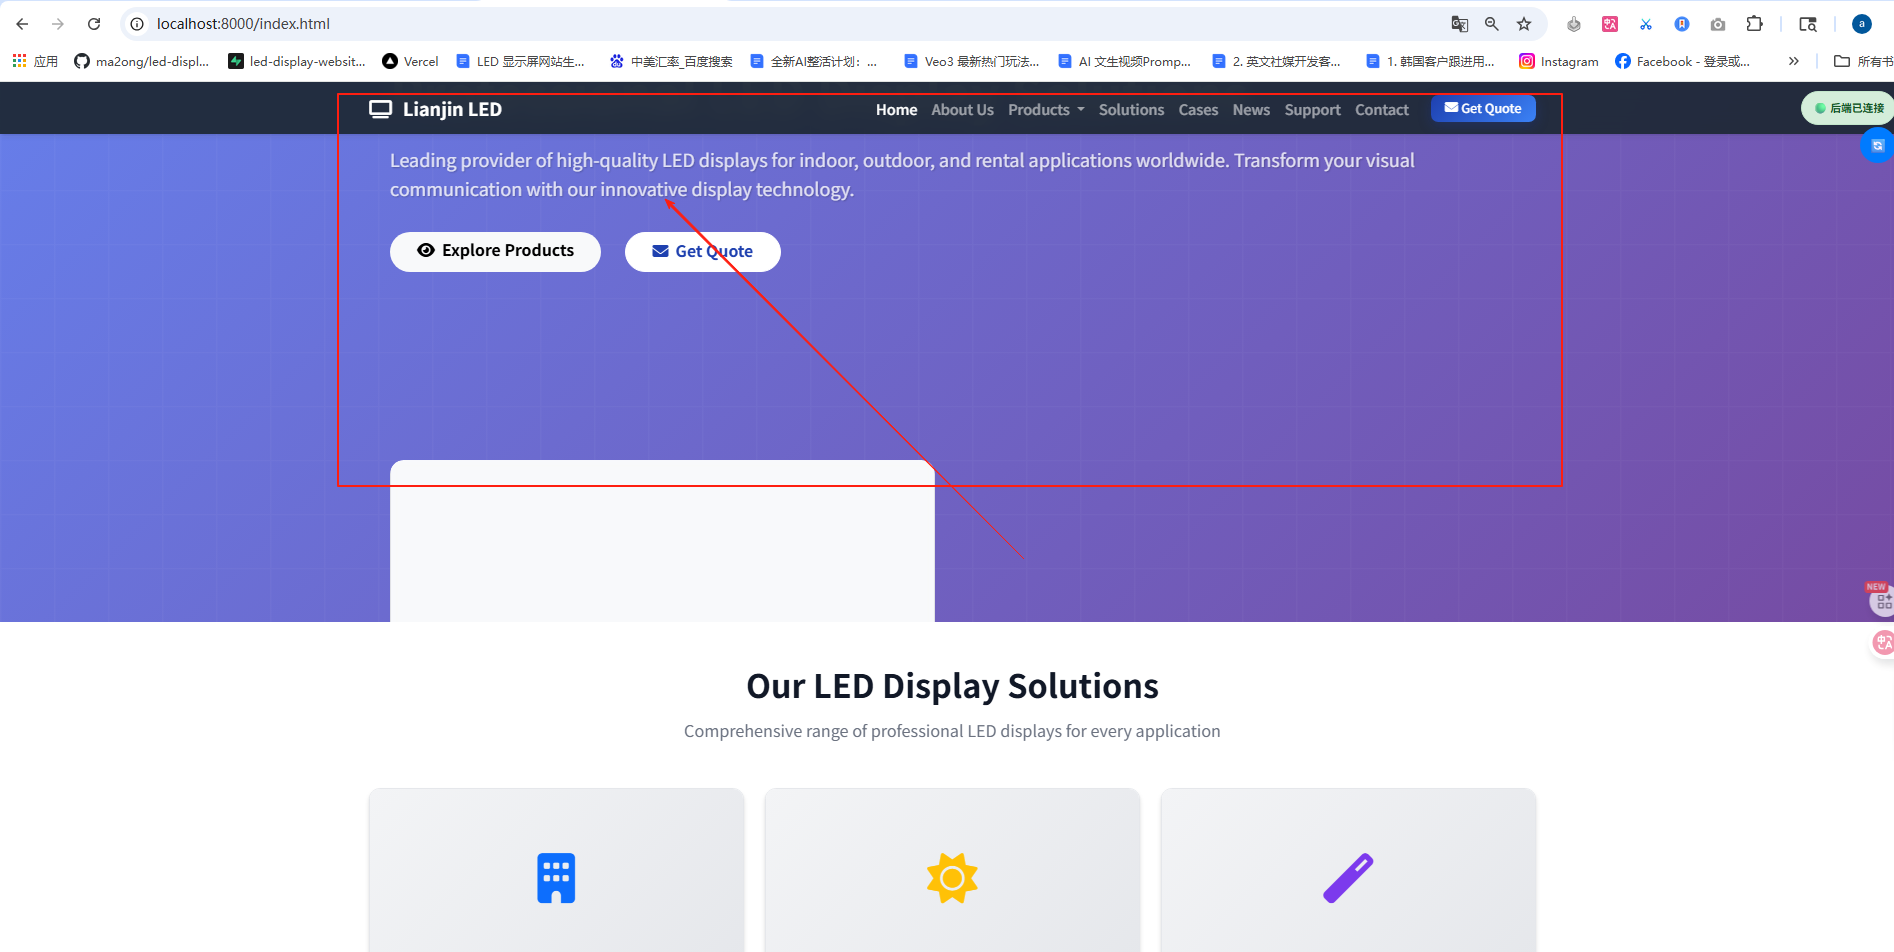 localhost:8000/index.html
a
应用
ma2ong/led-displ...
led-display-websit...
Vercel
LED 显示屏网站生...
中美汇率_百度搜索
全新AI整活计划：...
Veo3 最新热门玩法...
AI 文生视频Promp...
2. 英文社媒开发客...
1. 韩国客户跟进用...
Instagram
Facebook - 登录或...
所有书
Lianjin LED
Home
About Us
Products
Solutions
Cases
News
Support
Contact
Get Quote
后端已连接
Leading provider of high-quality LED displays for indoor, outdoor, and rental applications worldwide. Transform your visual
communication with our innovative display technology.
Explore Products
Get Quote
NEW
Our LED Display Solutions
Comprehensive range of professional LED displays for every application